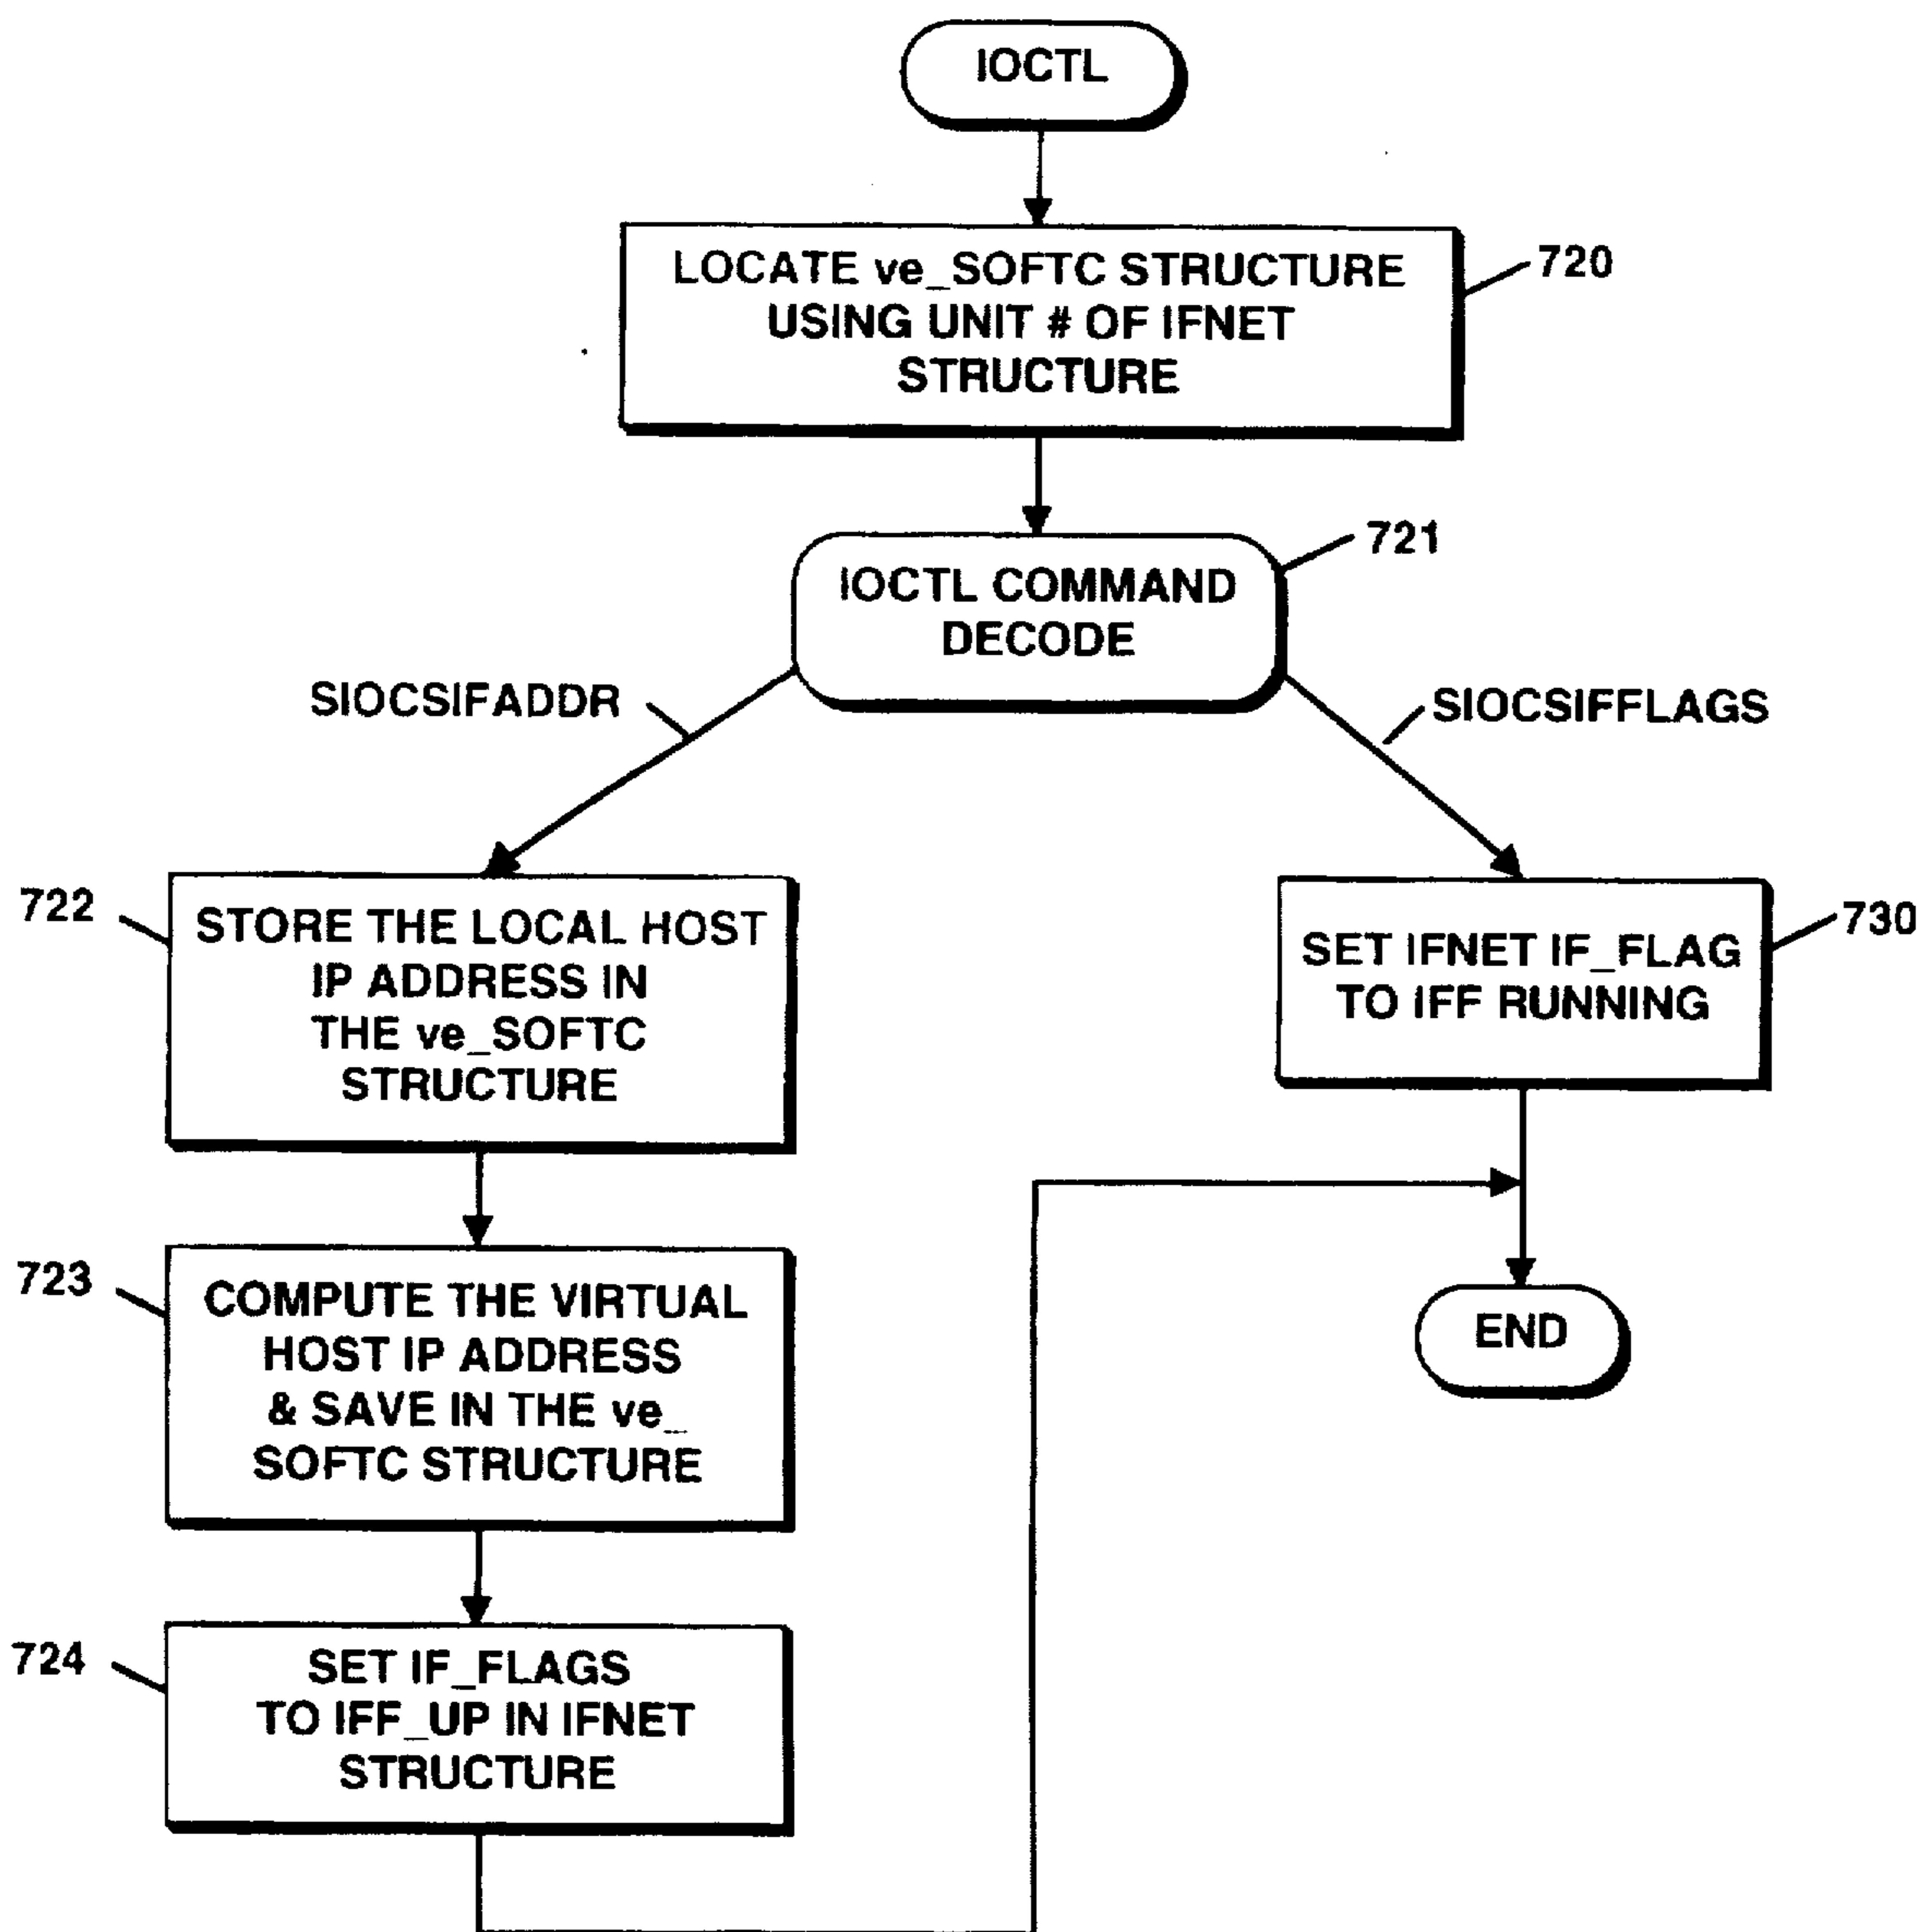 IOCTL
LOCATE ve_SOFTC STRUCTURE
USING UNIT # OF IFNET
STRUCTURE
720
IOCTL COMMAND
DECODE
721
SIOCSIFADDR
SIOCSIFFLAGS
722
STORE THE LOCAL HOST
IP ADDRESS IN
THE ve_SOFTC
STRUCTURE
SET IFNET IF_FLAG
TO IFF RUNNING
730
723
COMPUTE THE VIRTUAL
HOST IP ADDRESS
& SAVE IN THE ve_
SOFTC STRUCTURE
END
724
SET IF_FLAGS
TO IFF_UP IN IFNET
STRUCTURE